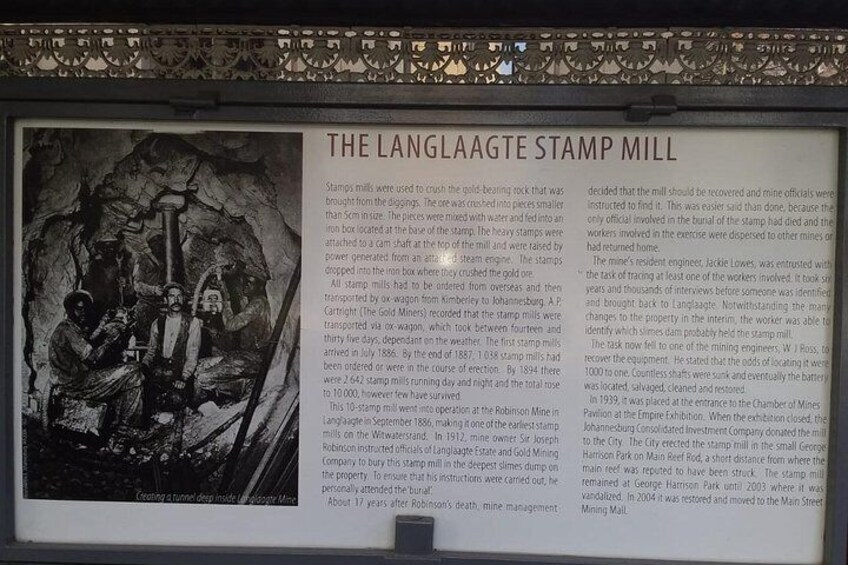 THE LANGLAAGTE STAMP MILL
Stamps mills were used to crush the gold-bearing rock that was
brought from the diggings. The ore was crushed into pieces smaller
than 5cm in size. The pieces were mixed with water and fed into an
iron box located at the base of the stamp. The heavy stamps were
attached to a cam shaft at the top of the mill and were raised by
power generated from an attached steam engine. The stamps
dropped into the iron box where they crushed the gold ore.
All stamp mills had to be ordered from overseas and then
transported by ox-wagon from Kimberley to Johannesburg. A.P.
Cartright (The Gold Miners) recorded that the stamp mills were
transported via ox-wagon, which took between fourteen and
thirty five days, dependant on the weather. The first stamp mills
arrived in July 1886. By the end of 1887, 1 038 stamp mills had
been ordered or were in the course of erection. By 1894 there
were 2 642 stamp mills running day and night and the total rose
to 10 000, however few have survived.
This 10-stamp mill went into operation at the Robinson Mine in
Langlaagte in September 1886, making it one of the earliest stamp
mills on the Witwatersrand. In 1912, mine owner Sir Joseph
Robinson instructed officials of Langlaagte Estate and Gold Mining
Company to bury this stamp mill in the deepest slimes dump on
the property. To ensure that his instructions were carried out, he
personally attended the 'burial'.
About 17 years after Robinson's death, mine management
decided that the mill should be recovered and mine officials were
instructed to find it. This was easier said than done, because the
only official involved in the burial of the stamp had died and the
workers involved in the exercise were dispersed to other mines or
had returned home.
The mine's resident engineer, Jackie Lowes, was entrusted with
the task of tracing at least one of the workers involved. It took six
years and thousands of interviews before someone was identified
and brought back to Langlaagte. Notwithstanding the many
changes to the property in the interim, the worker was able to
identify which slimes dam probably held the stamp mill.
The task now fell to one of the mining engineers, W J Ross, to
recover the equipment. He stated that the odds of locating it were
1000 to one. Countless shafts were sunk and eventually the battery
was located, salvaged, cleaned and restored.
In 1939, it was placed at the entrance to the Chamber of Mines
Pavilion at the Empire Exhibition. When the exhibition closed, the
Johannesburg Consolidated Investment Company donated the mill
to the City. The City erected the stamp mill in the small George
Harrison Park on Main Reef Rod, a short distance from where the
main reef was reputed to have been struck. The stamp mill
remained at George Harrison Park until 2003 where it was
vandalized. In 2004 it was restored and moved to the Main Street
Mining Mall.
Creating a tunnel deep inside Langlaagte Mine